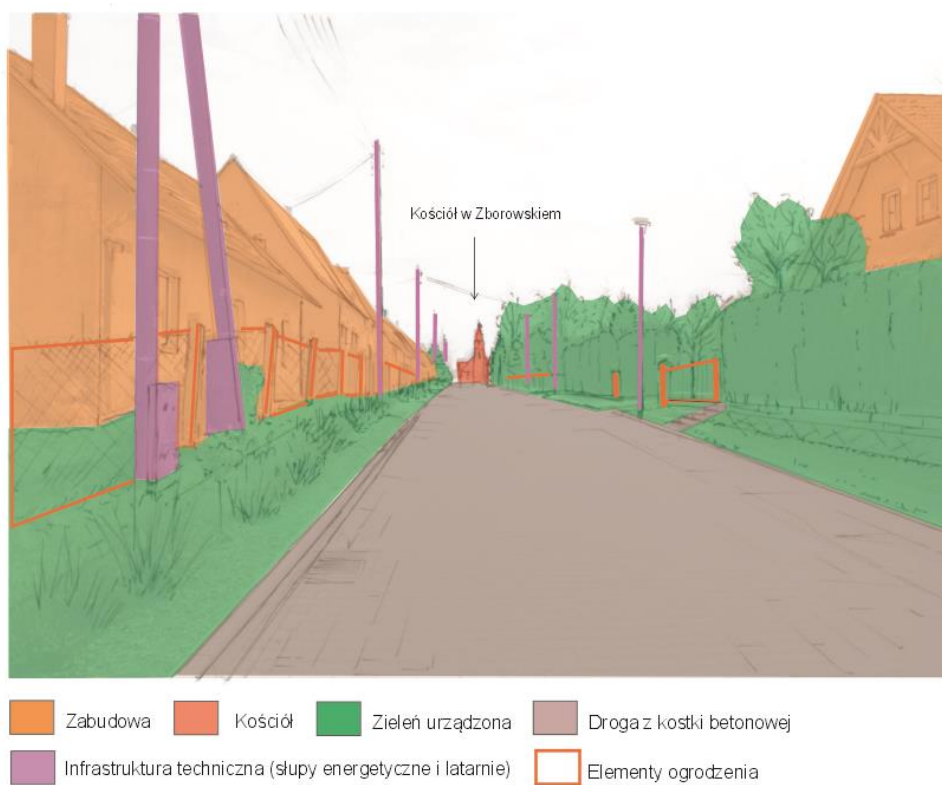 Kościół w Zborowskiem
Zabudowa
Kościół
Zieleń urządzona
Droga z kostki betonowej
Infrastruktura techniczna (słupy energetyczne i latarnie)
Elementy ogrodzenia